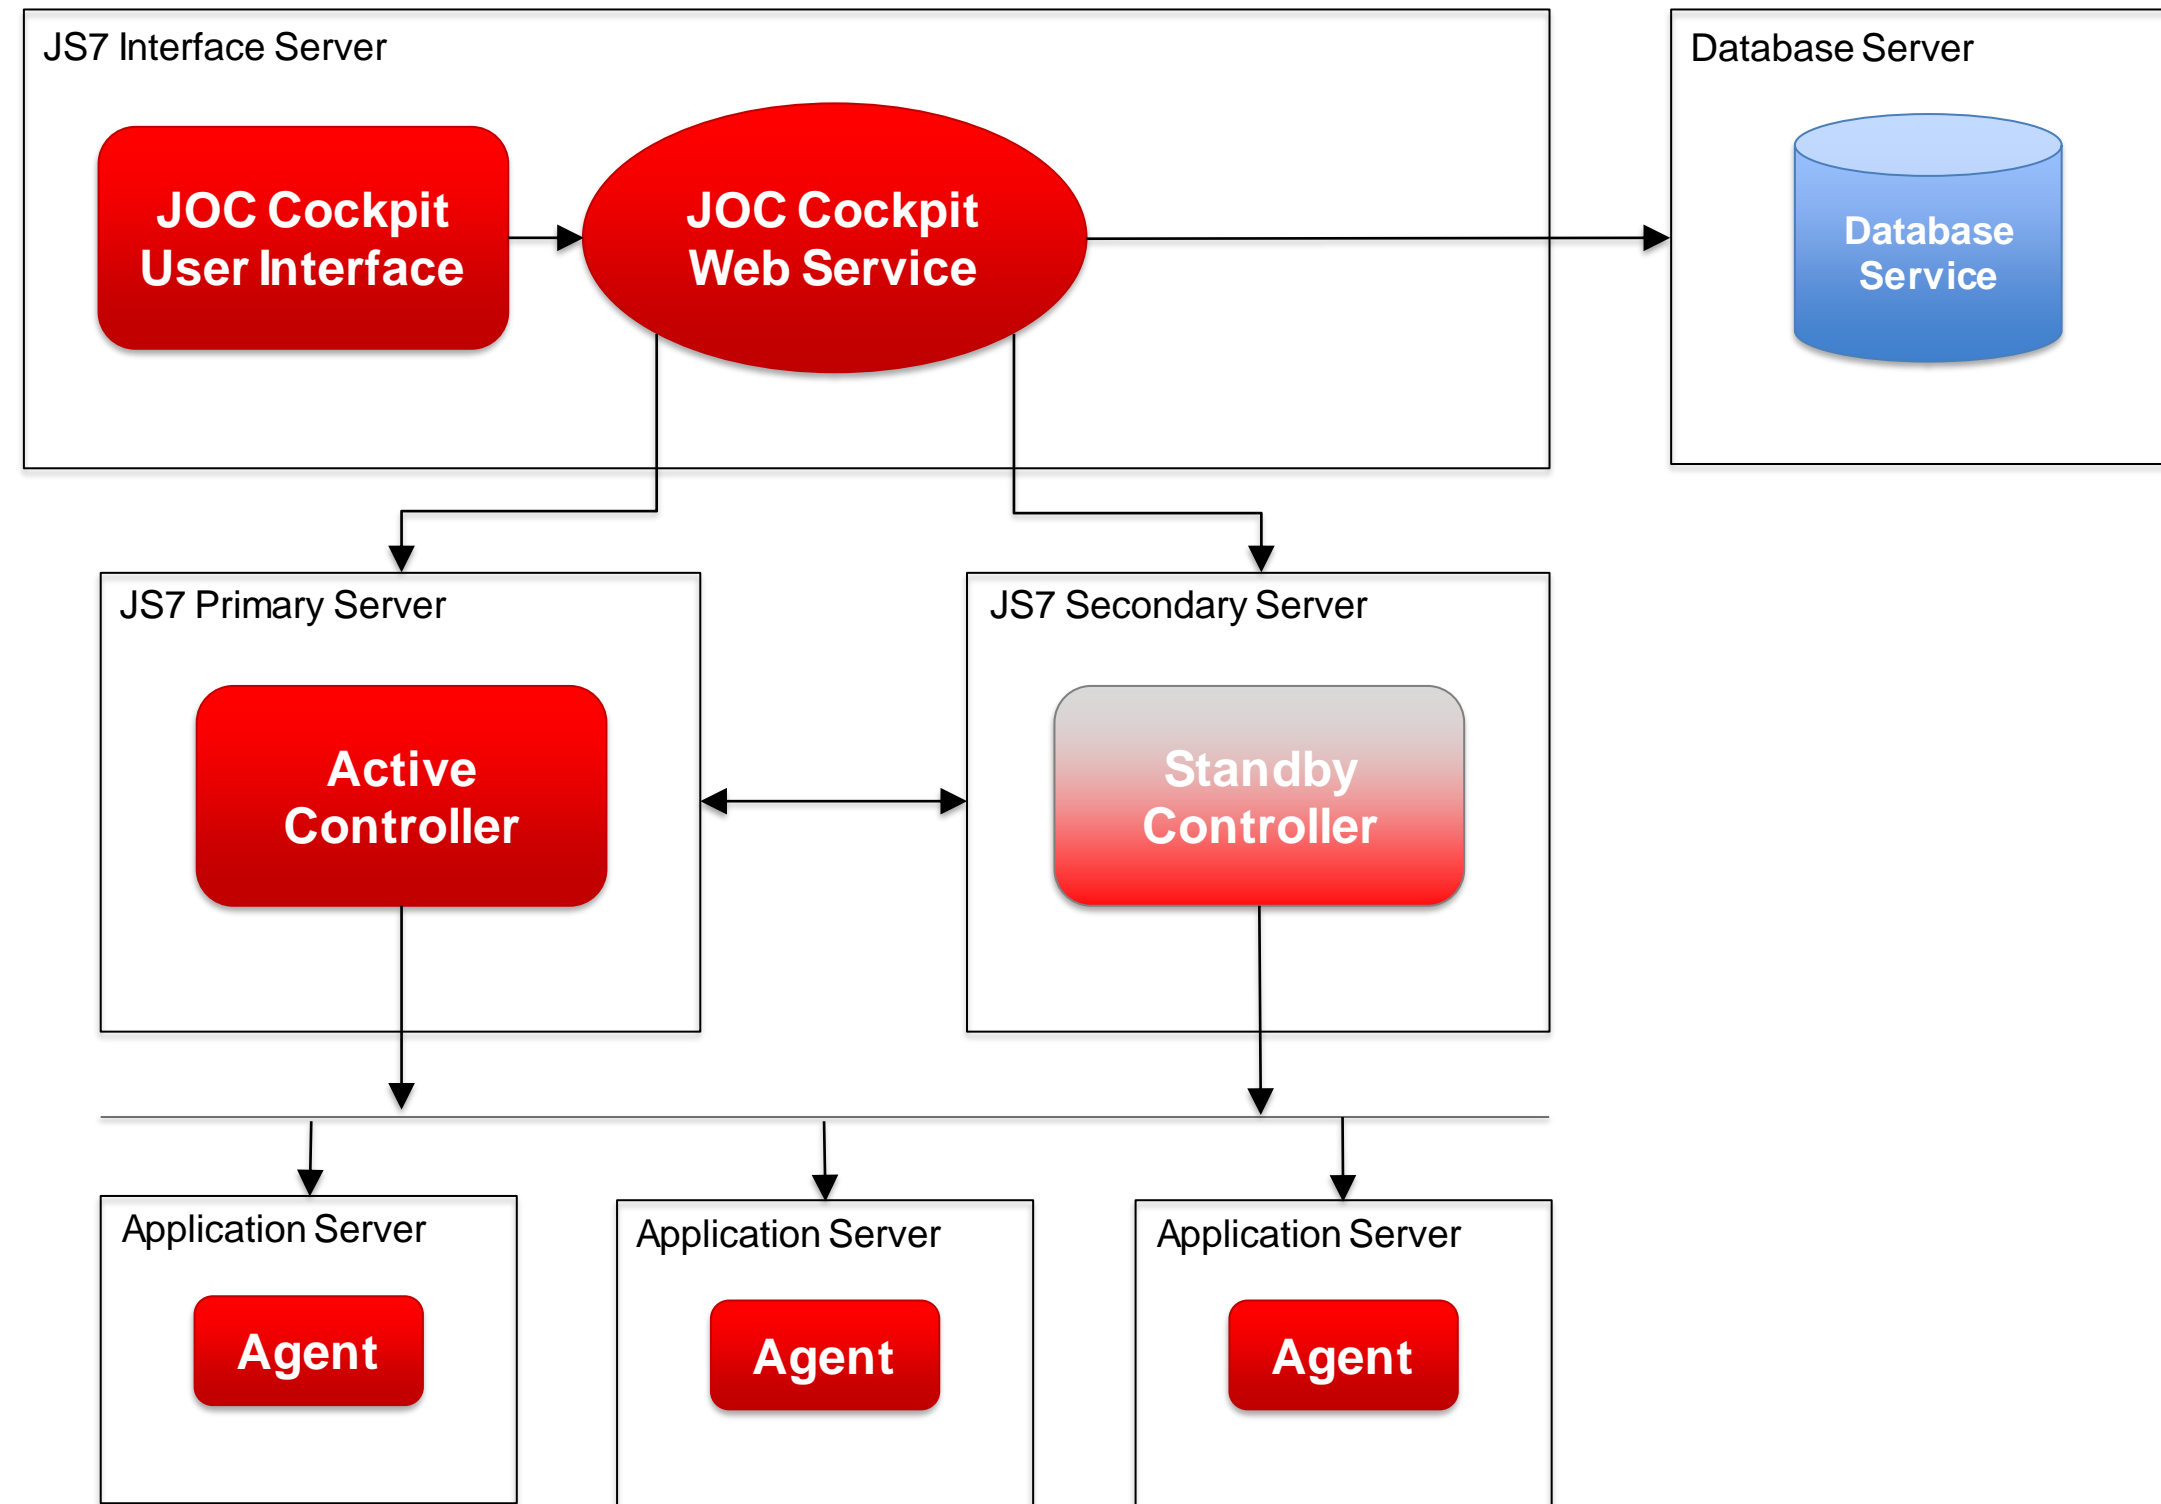 JS7 Interface Server
Database Server
JOC Cockpit
User Interface
JOC Cockpit
Web Service
Database
Service
JS7 Primary Server
JS7 Secondary Server
Active
Controller
Standby
Controller
Application Server
Application Server
Application Server
Agent
Agent
Agent